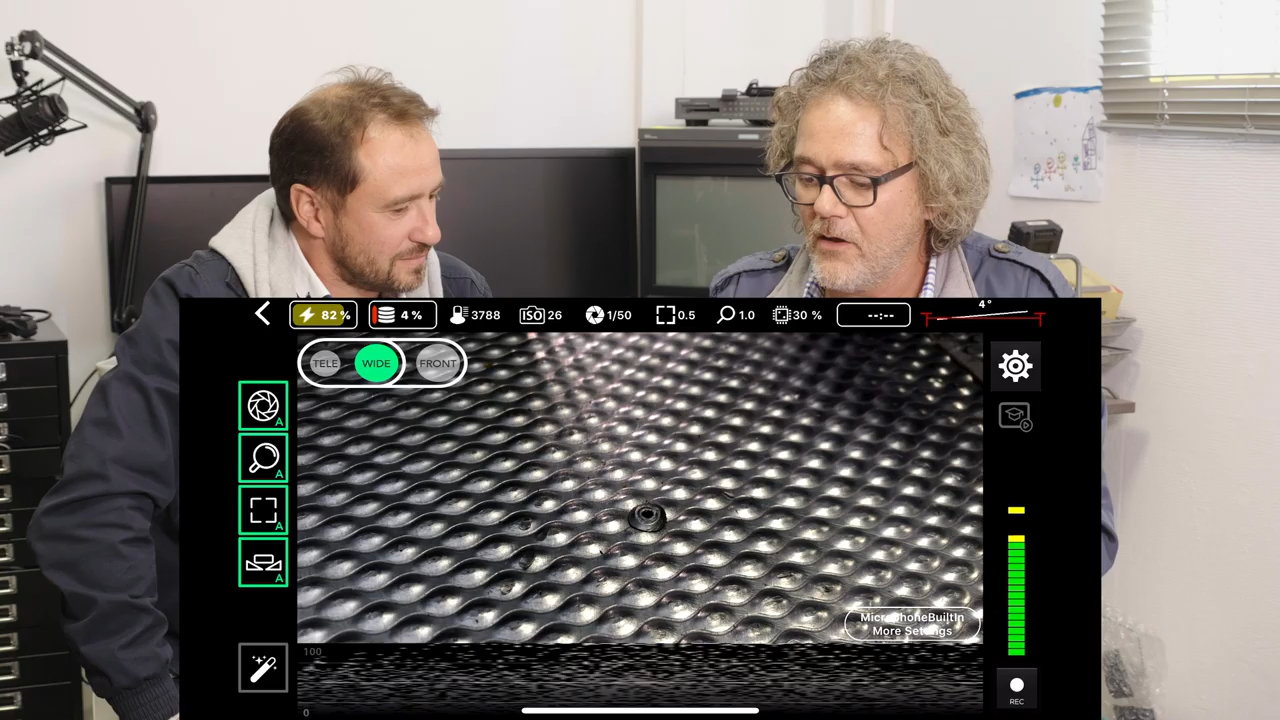 82 %
4 %
3788
ISO 26
1/50
0.5
1.0
30 %
--:--
4°
TELE
WIDE
FRONT
A
A
A
A
MicrophoneBuiltIn
More Settings
100
0
REC